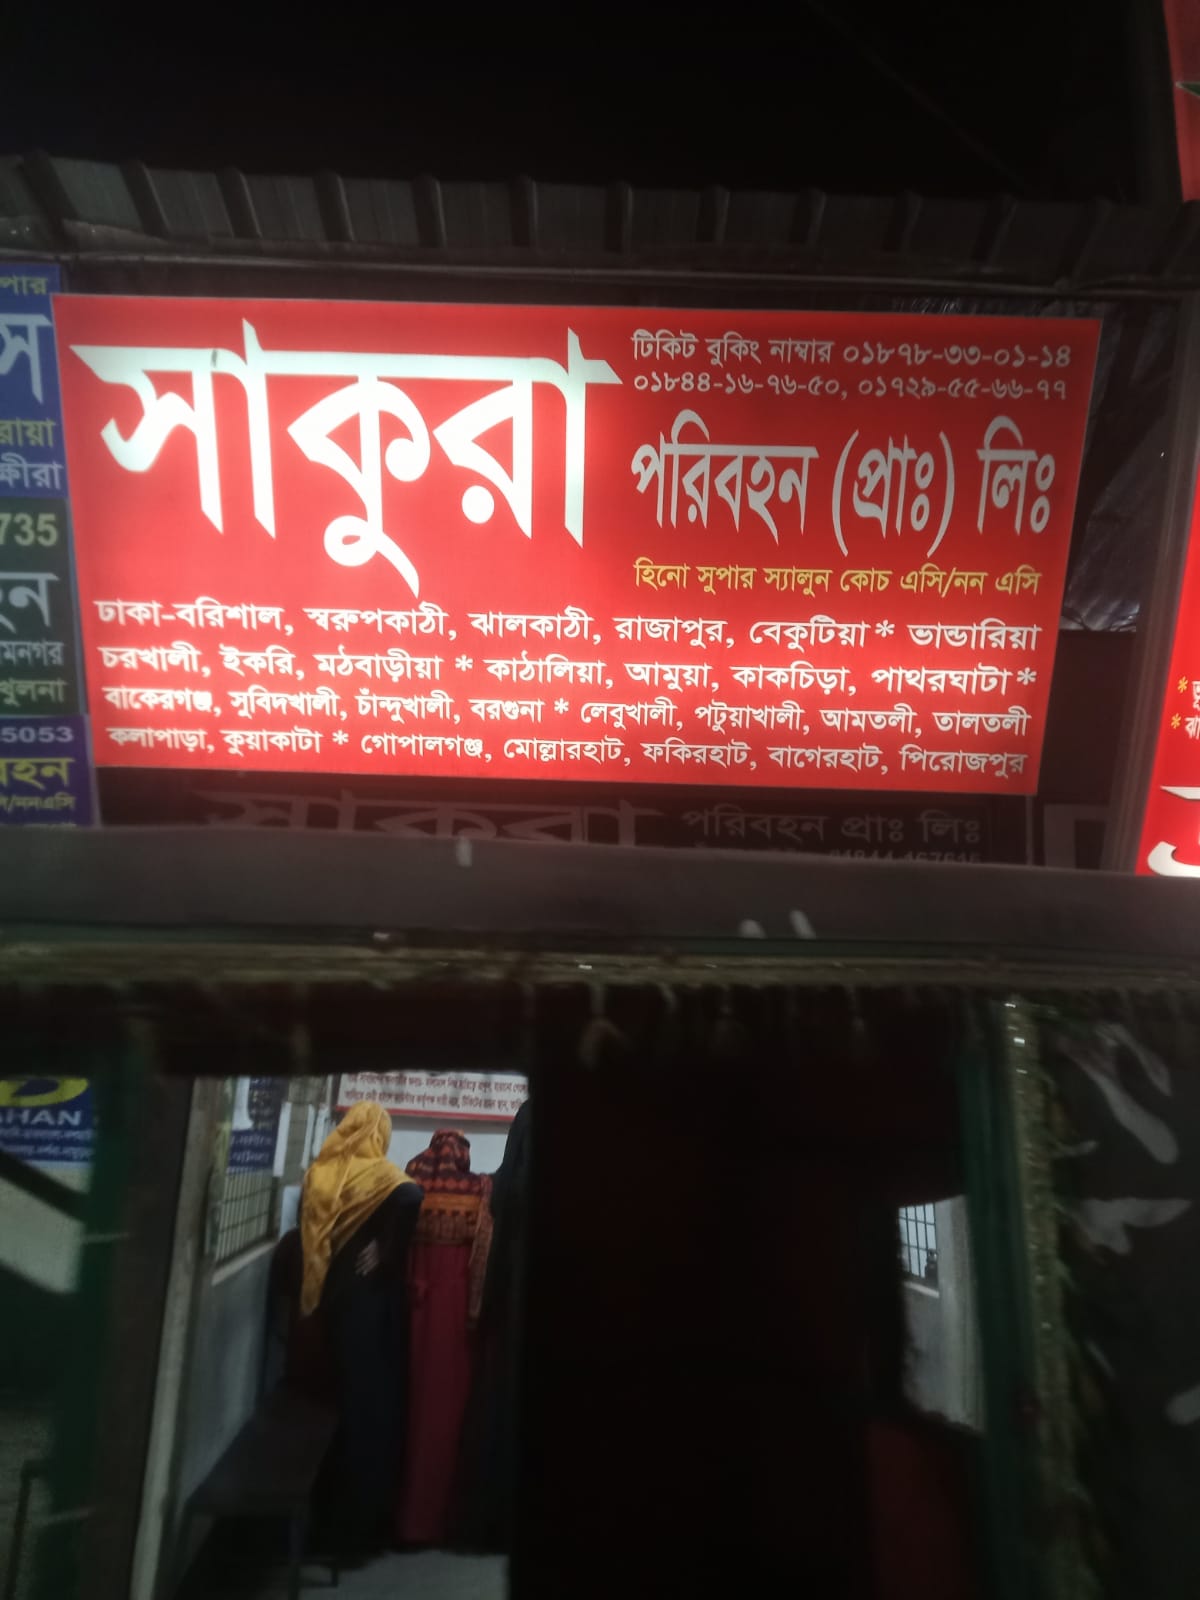 সাকুরা
টিকিট বুকিং নাম্বার ০১৮৭৮-৩৩-০১-১৪
০১৮৪৪-১৬-৭৬-৫০, ০১৭২৯-৫৫-৬৬-৭৭
পরিবহন (প্রাঃ) লিঃ
হিনো সুপার স্যালুন কোচ এসি/নন এসি
ঢাকা-বরিশাল, স্বরুপকাঠী, ঝালকাঠী, রাজাপুর, বেকুটিয়া * ভান্ডারিয়া
চরখালী, ইকরি, মঠবাড়ীয়া * কাঠালিয়া, আমুয়া, কাকচিড়া, পাথরঘাটা *
বাকেরগঞ্জ, সুবিদখালী, চাঁন্দুখালী, বরগুনা * লেবুখালী, পটুয়াখালী, আমতলী, তালতলী
কলাপাড়া, কুয়াকাটা * গোপালগঞ্জ, মোল্লারহাট, ফকিরহাট, বাগেরহাট, পিরোজপুর
সাকুরা পরিবহন প্রাঃ লিঃ
735
খুলনা
5053